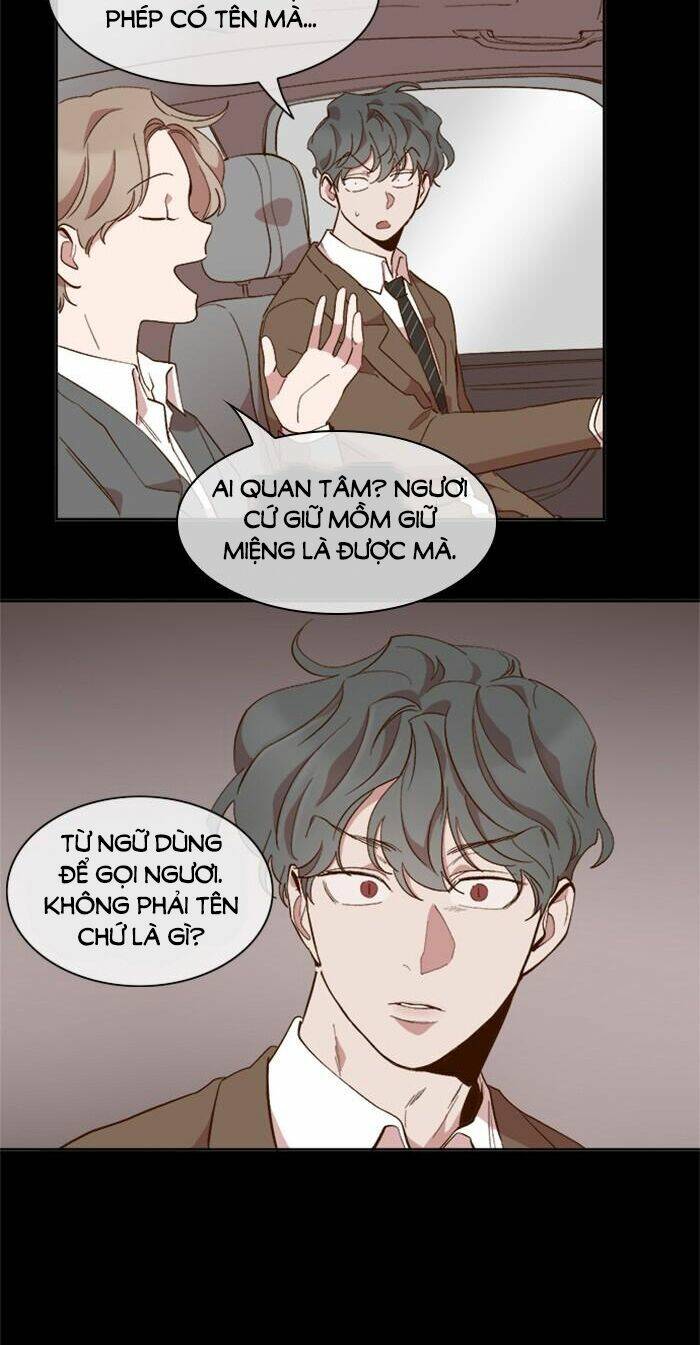 PHÉP CÓ TÊN MÀ...
AI QUAN TÂM? NGƯƠI
CỨ GIỮ MỒM GIỮ
MIỆNG LÀ ĐƯỢC MÀ.
TỪ NGỮ DÙNG
ĐỂ GỌI NGƯƠI.
KHÔNG PHẢI TÊN
CHỨ LÀ GÌ?